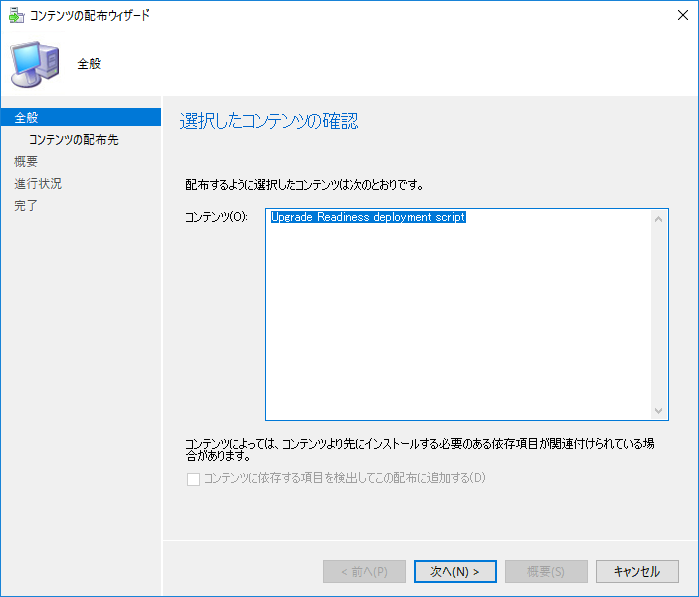 コンテンツの配布ウィザード
全般
全般
コンテンツの配布先
概要
進行状況
完了
選択したコンテンツの確認
配布するように選択したコンテンツは次のとおりです。
コンテンツ(O):
Upgrade Readiness deployment script
コンテンツによっては、コンテンツより先にインストールする必要のある依存項目が関連付けられている場
合があります。
コンテンツに依存する項目を検出してこの配布に追加する(D)
< 前へ(P)
次へ(N) >
概要(S)
キャンセル